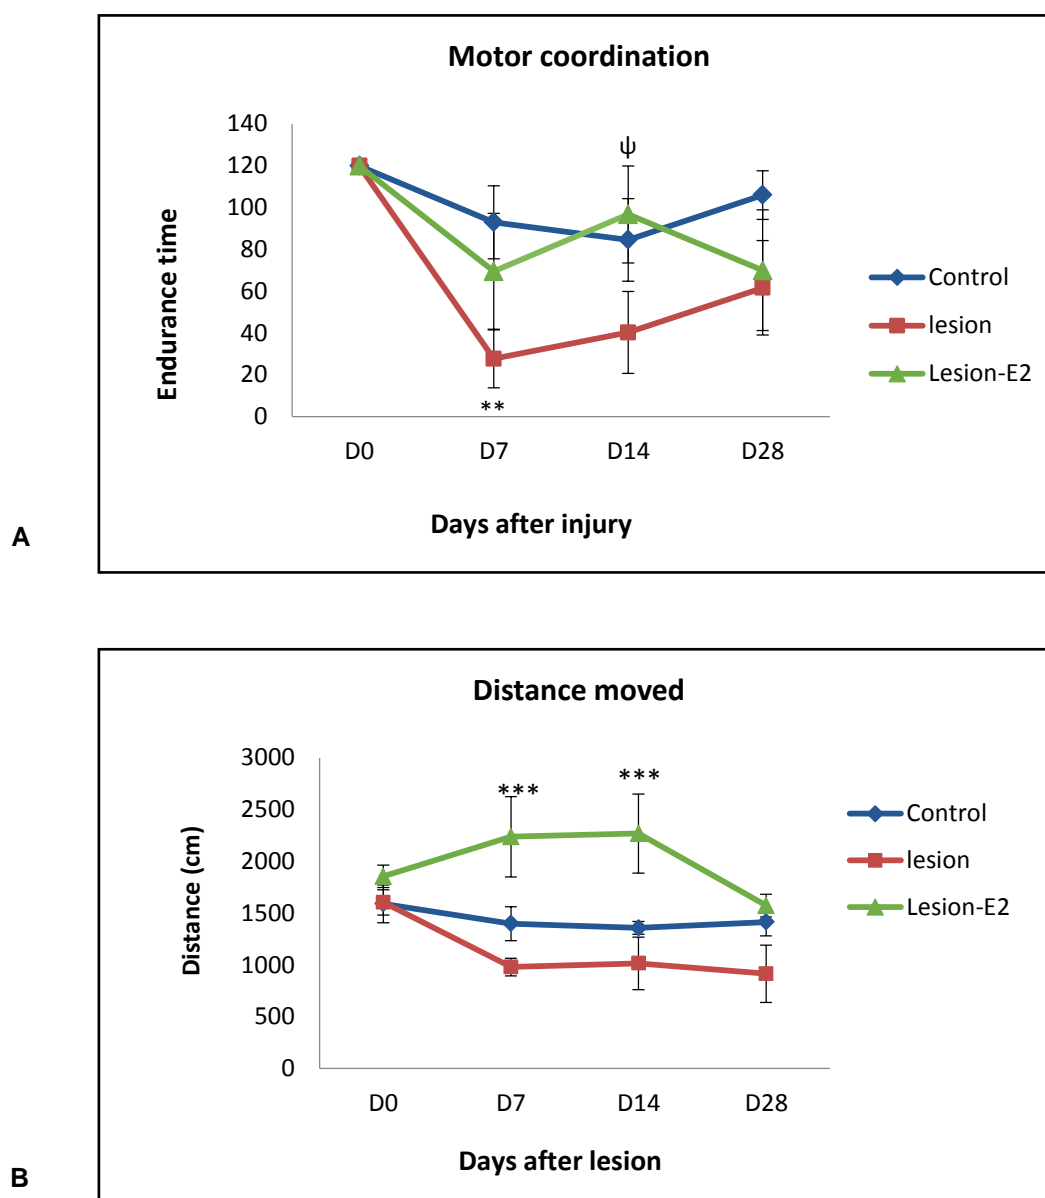 Motor coordination
140
120
100
80
60
40
20
0
Endurance time
ψ
**
D0 D7 D14 D28
Days after injury
Control
lesion
Lesion-E2
A
Distance moved
3000
2500
2000
1500
1000
500
0
Distance (cm)
*** ***
D0 D7 D14 D28
Days after lesion
Control
lesion
Lesion-E2
B